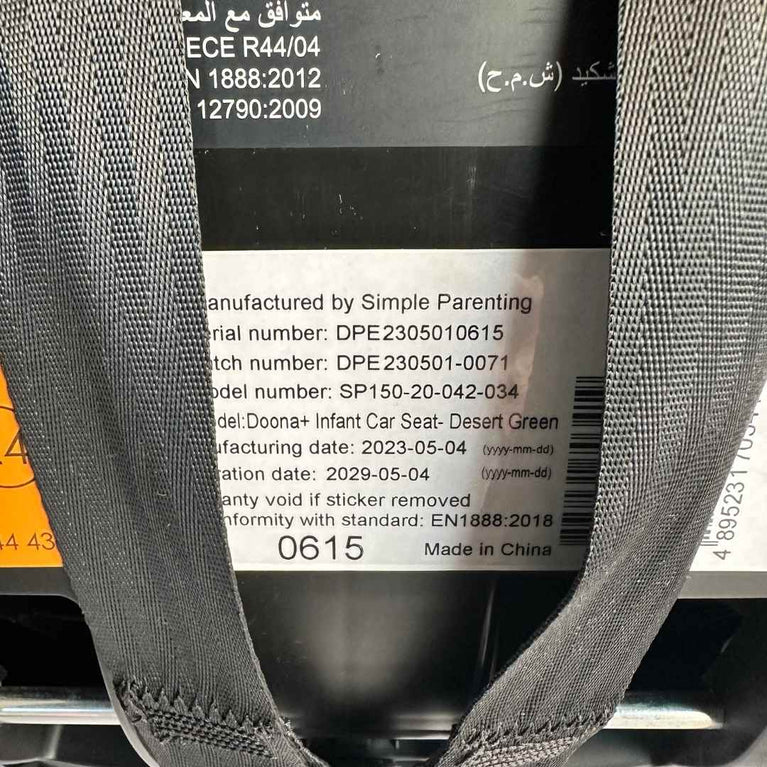 متوافق مع المع
ECE R44/04
N 1888:2012
12790:2009
شكيد (ش.م.ح)
anufactured by Simple Parenting
rial number: DPE2305010615
tch number: DPE230501-0071
odel number: SP150-20-042-034
del:Doona+ Infant Car Seat- Desert Green
ufacturing date: 2023-05-04 (yyyy-mm-dd)
ration date: 2029-05-04 (yyyy-mm-dd)
anty void if sticker removed
nformity with standard: EN1888:2018
0615 Made in China
44 43